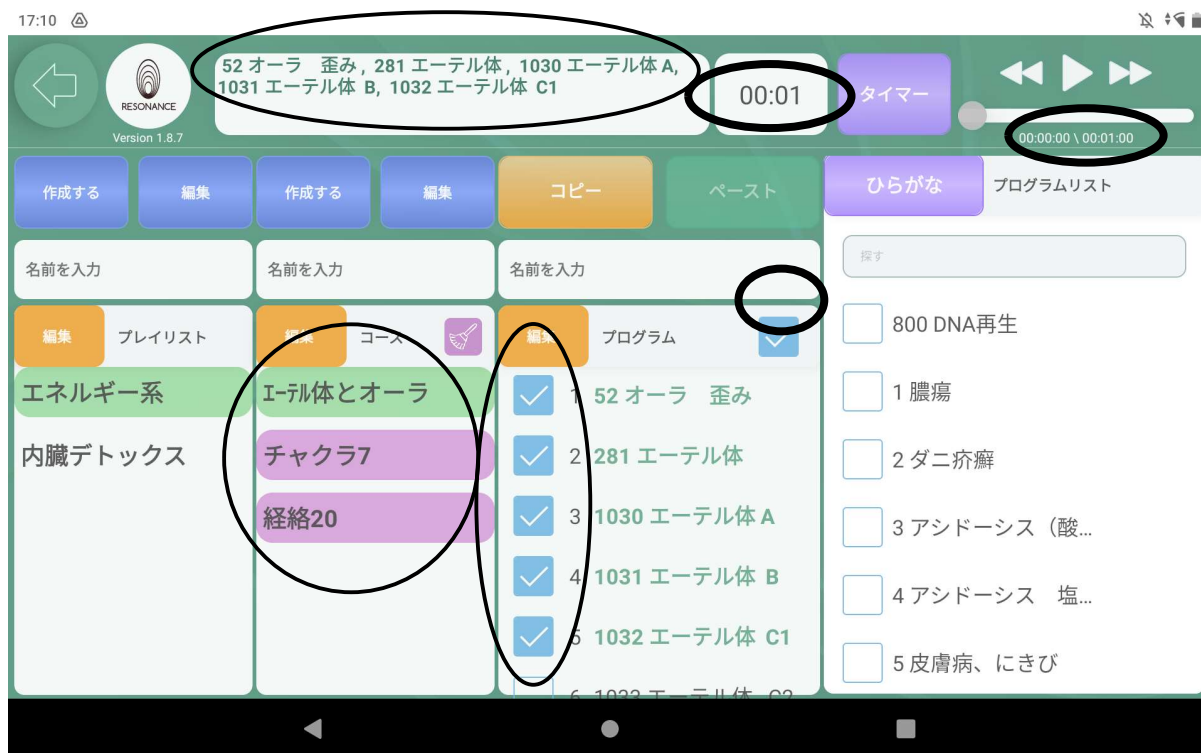 17:10
52 オーラ　歪み , 281 エーテル体 , 1030 エーテル体 A,
1031 エーテル体 B, 1032 エーテル体 C1
00:01
タイマー
RESONANCE
Version 1.8.7
00:00:00 \ 00:01:00
作成する
編集
作成する
編集
コピー
ペースト
ひらがな
プログラムリスト
名前を入力
名前を入力
名前を入力
探す
編集
プレイリスト
編集
コース
編集
プログラム
エネルギー系
内臓デトックス
ｴｰﾃﾙ体とオーラ
チャクラ7
経絡20
1 52 オーラ　歪み
2 281 エーテル体
3 1030 エーテル体 A
4 1031 エーテル体 B
5 1032 エーテル体 C1
6 1033 エーテル体 C2
800 DNA再生
1 膿瘍
2 ダニ疥癬
3 アシドーシス（酸...
4 アシドーシス　塩...
5 皮膚病、にきび